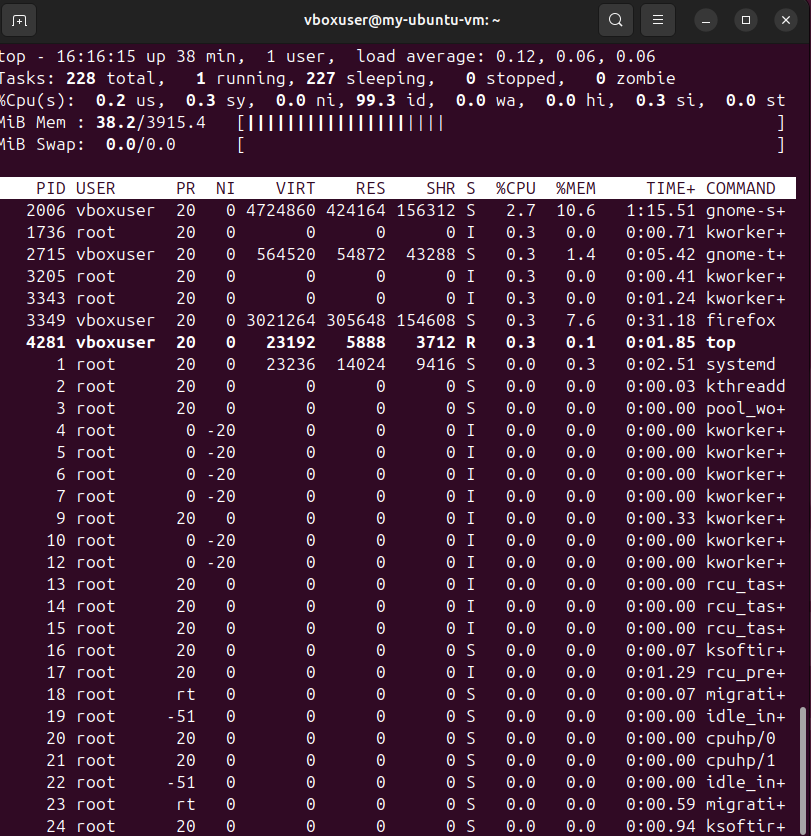 vboxuser@my-ubuntu-vm: ~
top - 16:16:15 up 38 min,  1 user,  load average: 0.12, 0.06, 0.06
Tasks: 228 total,   1 running, 227 sleeping,   0 stopped,   0 zombie
%Cpu(s):  0.2 us,  0.3 sy,  0.0 ni, 99.3 id,  0.0 wa,  0.0 hi,  0.3 si,  0.0 st
MiB Mem : 38.2/3915.4   [||||||||||||||||||||                                  ]
MiB Swap:  0.0/0.0      [                                                      ]
PID USER      PR  NI    VIRT    RES    SHR S  %CPU  %MEM     TIME+ COMMAND
2006 vboxuser  20   0 4724860 424164 156312 S   2.7  10.6   1:15.51 gnome-s+
1736 root      20   0       0      0      0 I   0.3   0.0   0:00.71 kworker+
2715 vboxuser  20   0  564520  54872  43288 S   0.3   1.4   0:05.42 gnome-t+
3205 root      20   0       0      0      0 I   0.3   0.0   0:00.41 kworker+
3343 root      20   0       0      0      0 I   0.3   0.0   0:01.24 kworker+
3349 vboxuser  20   0 3021264 305648 154608 S   0.3   7.6   0:31.18 firefox
4281 vboxuser  20   0   23192   5888   3712 R   0.3   0.1   0:01.85 top
1 root      20   0   23236  14024   9416 S   0.0   0.3   0:02.51 systemd
2 root      20   0       0      0      0 S   0.0   0.0   0:00.03 kthreadd
3 root      20   0       0      0      0 S   0.0   0.0   0:00.00 pool_wo+
4 root       0 -20       0      0      0 I   0.0   0.0   0:00.00 kworker+
5 root       0 -20       0      0      0 I   0.0   0.0   0:00.00 kworker+
6 root       0 -20       0      0      0 I   0.0   0.0   0:00.00 kworker+
7 root       0 -20       0      0      0 I   0.0   0.0   0:00.00 kworker+
9 root      20   0       0      0      0 I   0.0   0.0   0:00.33 kworker+
10 root       0 -20       0      0      0 I   0.0   0.0   0:00.00 kworker+
12 root       0 -20       0      0      0 I   0.0   0.0   0:00.00 kworker+
13 root      20   0       0      0      0 I   0.0   0.0   0:00.00 rcu_tas+
14 root      20   0       0      0      0 I   0.0   0.0   0:00.00 rcu_tas+
15 root      20   0       0      0      0 I   0.0   0.0   0:00.00 rcu_tas+
16 root      20   0       0      0      0 S   0.0   0.0   0:00.07 ksoftir+
17 root      20   0       0      0      0 I   0.0   0.0   0:01.29 rcu_pre+
18 root      rt   0       0      0      0 S   0.0   0.0   0:00.07 migrati+
19 root     -51   0       0      0      0 S   0.0   0.0   0:00.00 idle_in+
20 root      20   0       0      0      0 S   0.0   0.0   0:00.00 cpuhp/0
21 root      20   0       0      0      0 S   0.0   0.0   0:00.00 cpuhp/1
22 root     -51   0       0      0      0 S   0.0   0.0   0:00.00 idle_in+
23 root      rt   0       0      0      0 S   0.0   0.0   0:00.59 migrati+
24 root      20   0       0      0      0 S   0.0   0.0   0:00.94 ksoftir+